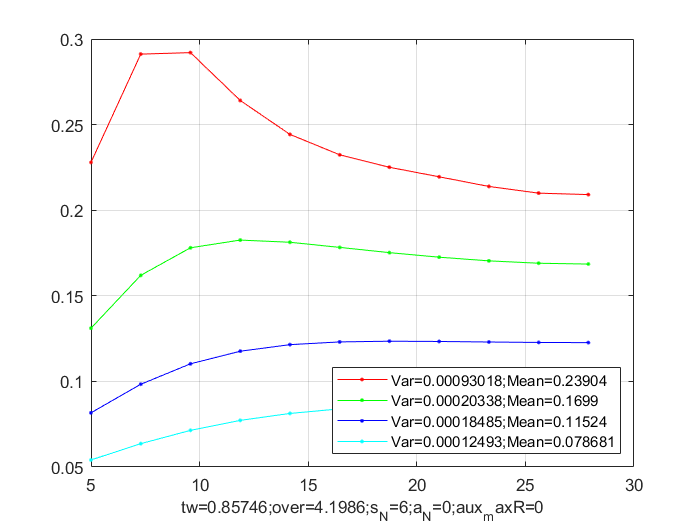 0.3
0.25
0.2
0.15
0.1
0.05
5 10 15 20 25 30
Var=0.00093018;Mean=0.23904
Var=0.00020338;Mean=0.1699
Var=0.00018485;Mean=0.11524
Var=0.00012493;Mean=0.078681
tw=0.85746;over=4.1986;s_N=6;a_N=0;aux_maxR=0